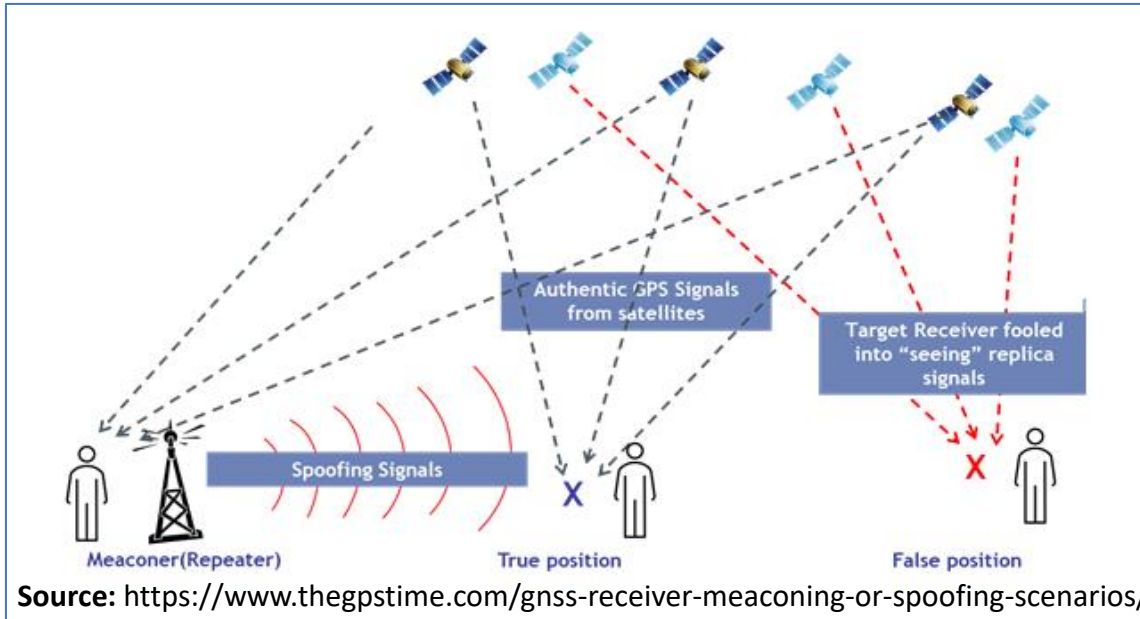 Authentic GPS Signals
from satellites
Target Receiver fooled
into “seeing” replica
signals
Spoofing Signals
X
X
Meaconer(Repeater)
True position
False position
Source: https://www.thegpstime.com/gnss-receiver-meaconing-or-spoofing-scenarios/